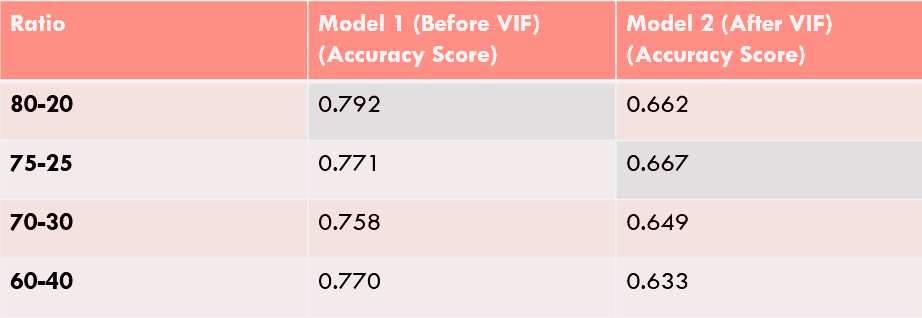 Ratio
Model 1 (Before VIF)
(Accuracy Score)
Model 2 (After VIF)
(Accuracy Score)
80-20 0.792 0.662
75-25 0.771 0.667
70-30 0.758 0.649
60-40 0.770 0.633